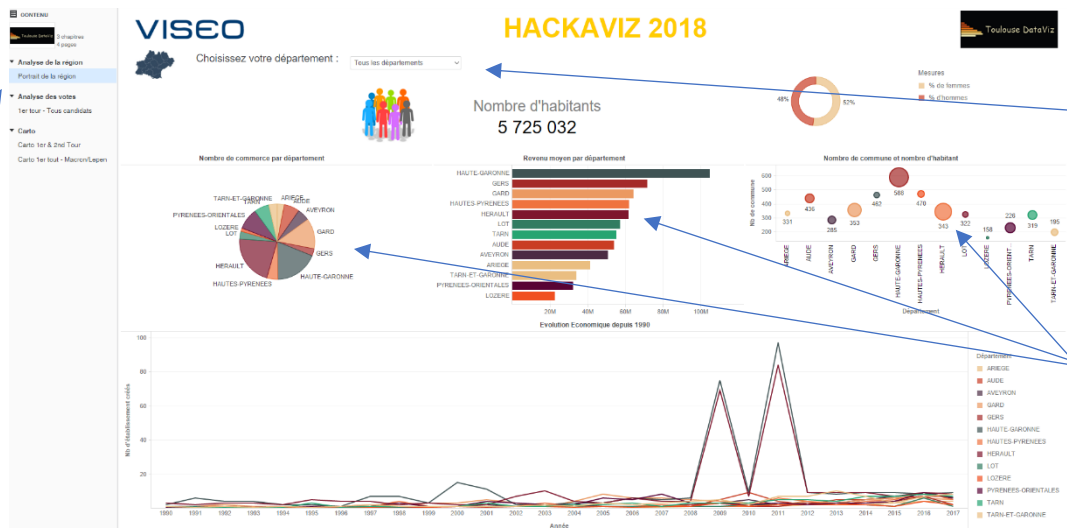 CONTENU
Toulouse DataViz
3 chapitres
4 pages
Analyse de la région
Portrait de la région
Analyse des votes
1er tour - Tous candidats
Carto
Carto 1er & 2nd Tour
Carto 1er tout - Macron/Lepen
VISEO
HACKAVIZ 2018
Toulouse DataViz
Choisissez votre département :
Tous les départements
Nombre d'habitants
5 725 032
48%
52%
Mesures
% de femmes
% d'hommes
Nombre de commerce par département
TARN-ET-GARONNE
ARIEGE
TARN
AUDE
PYRENEES-ORIENTALES
AVEYRON
LOZERE
GARD
LOT
GERS
HERAULT
HAUTE-GARONNE
HAUTES-PYRENEES
Revenu moyen par département
HAUTE-GARONNE
GERS
GARD
HAUTES-PYRENEES
HERAULT
LOT
TARN
AUDE
AVEYRON
ARIEGE
TARN-ET-GARONNE
PYRENEES-ORIENTALES
LOZERE
20M 40M 60M 80M 100M
Nombre de commune et nombre d'habitant
Nb de commune
600
500
400
300
200
331 436 285 353 462 586 470 343 322 158 226 319 195
ARIEGE
AUDE
AVEYRON
GARD
GERS
HAUTE-GARONNE
HAUTES-PYRENEES
HERAULT
LOT
LOZERE
PYRENEES-ORIENT...
TARN
TARN-ET-GARONNE
Département
Evolution Economique depuis 1990
Nb d'établissement créés
100
80
60
40
20
1990 1991 1992 1993 1994 1995 1996 1997 1998 1999 2000 2001 2002 2003 2004 2005 2006 2007 2008 2009 2010 2011 2012 2013 2014 2015 2016 2017
Année
Département
ARIEGE
AUDE
AVEYRON
GARD
GERS
HAUTE-GARONNE
HAUTES-PYRENEES
HERAULT
LOT
LOZERE
PYRENEES-ORIENTALES
TARN
TARN-ET-GARONNE